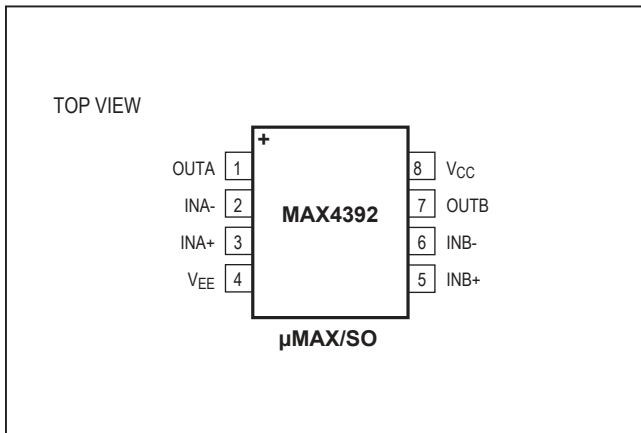 TOP VIEW
+
OUTA 1
INA- 2
INA+ 3
VEE 4
MAX4392
8 VCC
7 OUTB
6 INB-
5 INB+
µMAX/SO